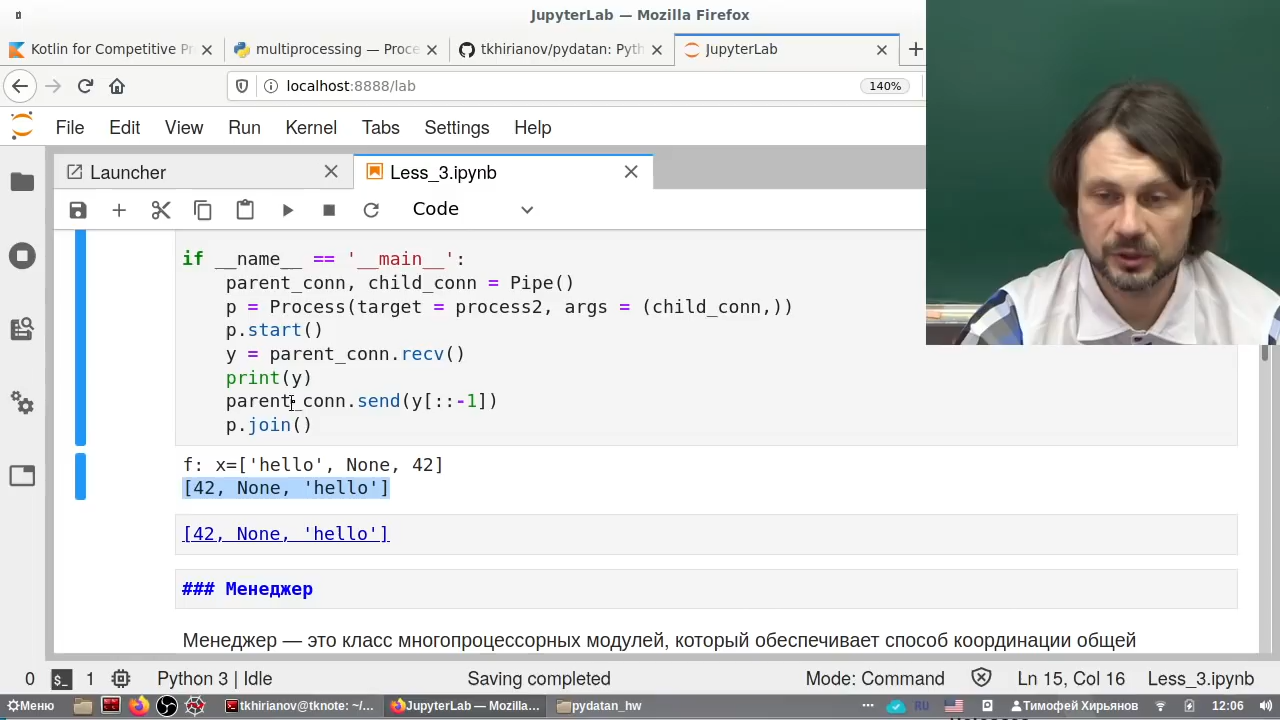 JupyterLab — Mozilla Firefox
Kotlin for Competitive Pr
multiprocessing — Proce
tkhirianov/pydatan: Pyth
JupyterLab
localhost:8888/lab
140%
File Edit View Run Kernel Tabs Settings Help
Launcher
Less_3.ipynb
Code
if __name__ == '__main__':
parent_conn, child_conn = Pipe()
p = Process(target = process2, args = (child_conn,))
p.start()
y = parent_conn.recv()
print(y)
parent_conn.send(y[::-1])
p.join()
f: x=['hello', None, 42]
[42, None, 'hello']
[42, None, 'hello']
### Менеджер
Менеджер — это класс многопроцессорных модулей, который обеспечивает способ координации общей
0 $_ 1 Python 3 | Idle Saving completed Mode: Command Ln 15, Col 16 Less_3.ipynb
Меню tkhirianov@tknote: ~/... JupyterLab — Mozilla... pydatan_hw ··· RU Тимофей Хирьянов 12:06